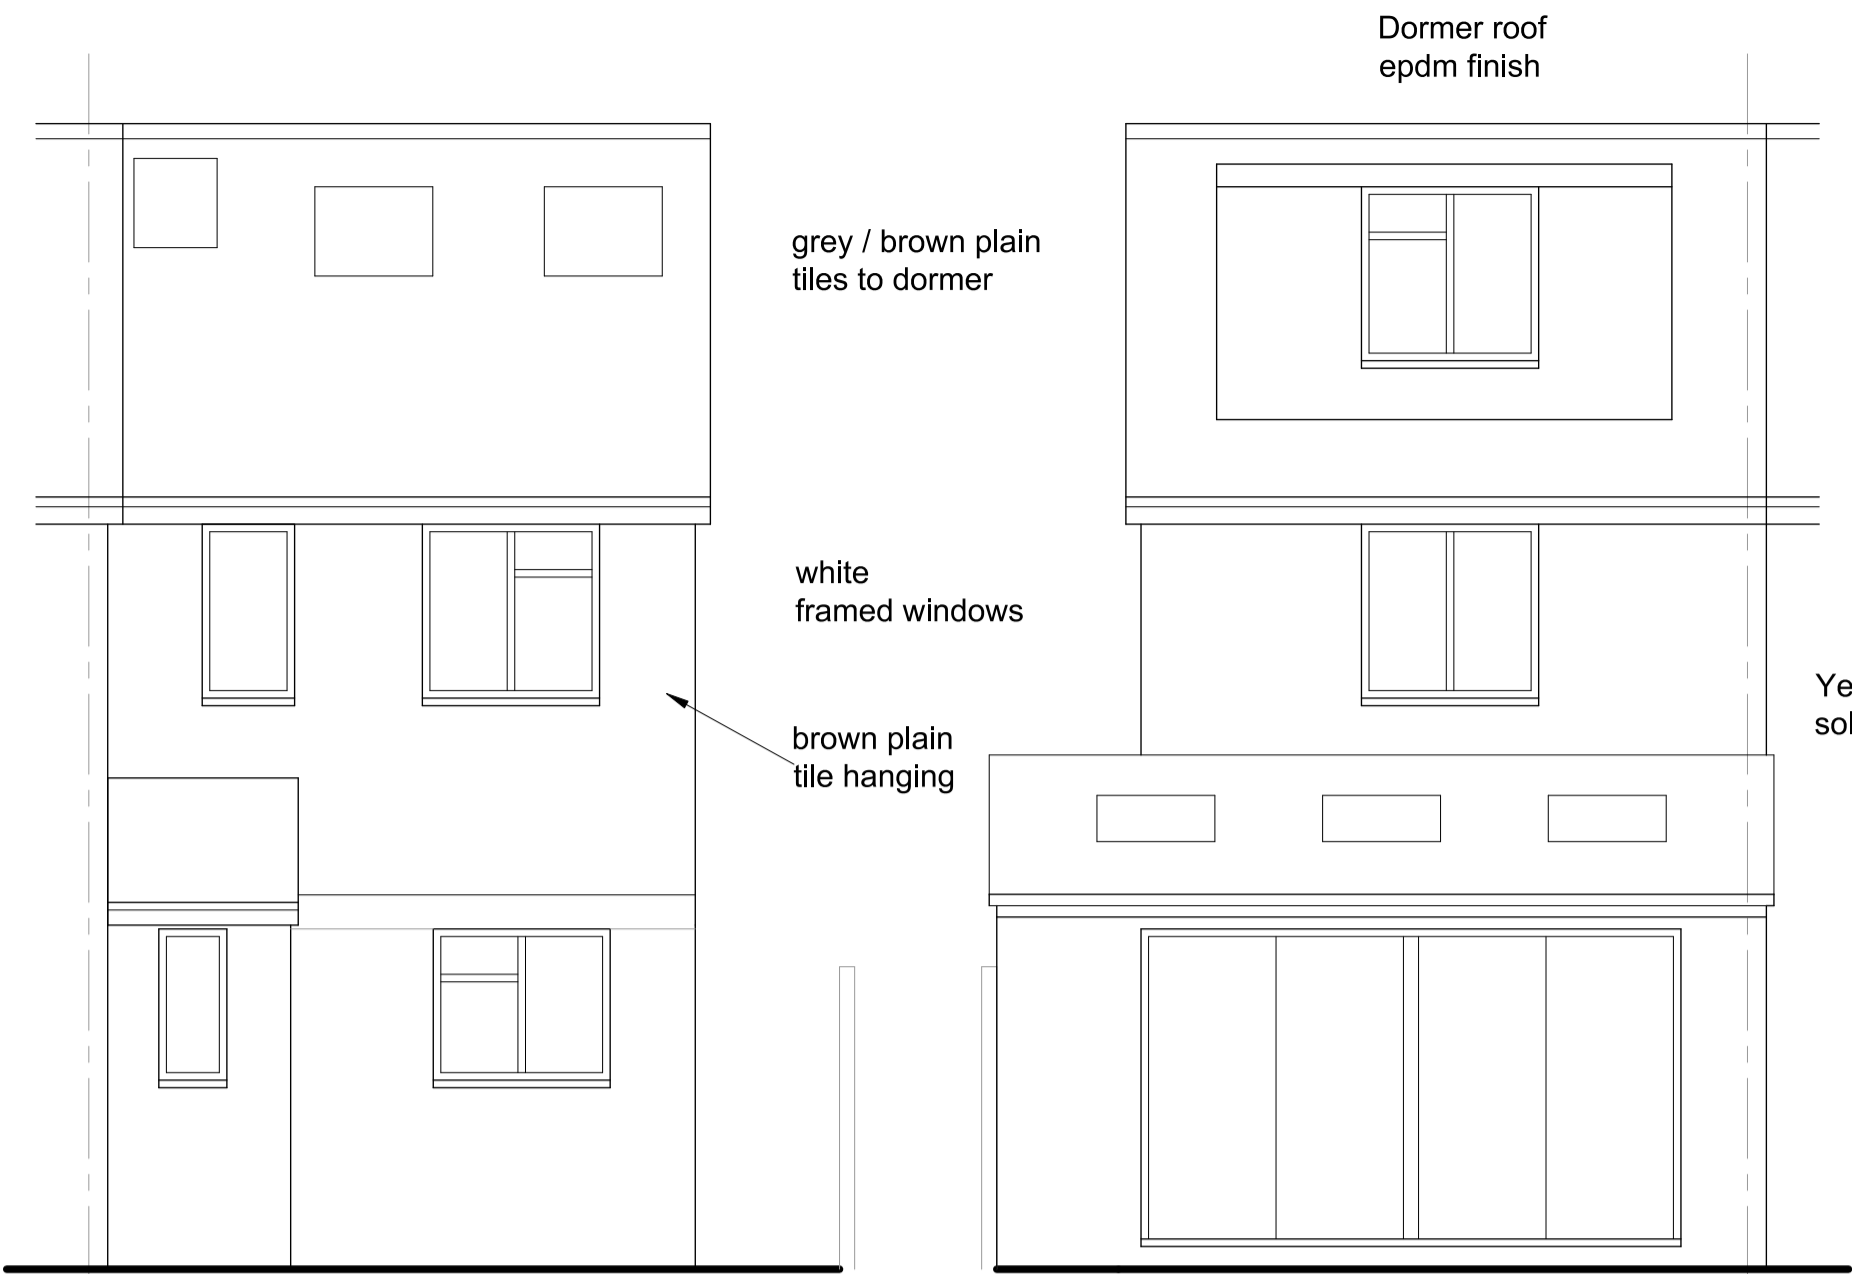 Dormer roof
epdm finish
grey / brown plain
tiles to dormer
white
framed windows
brown plain
tile hanging